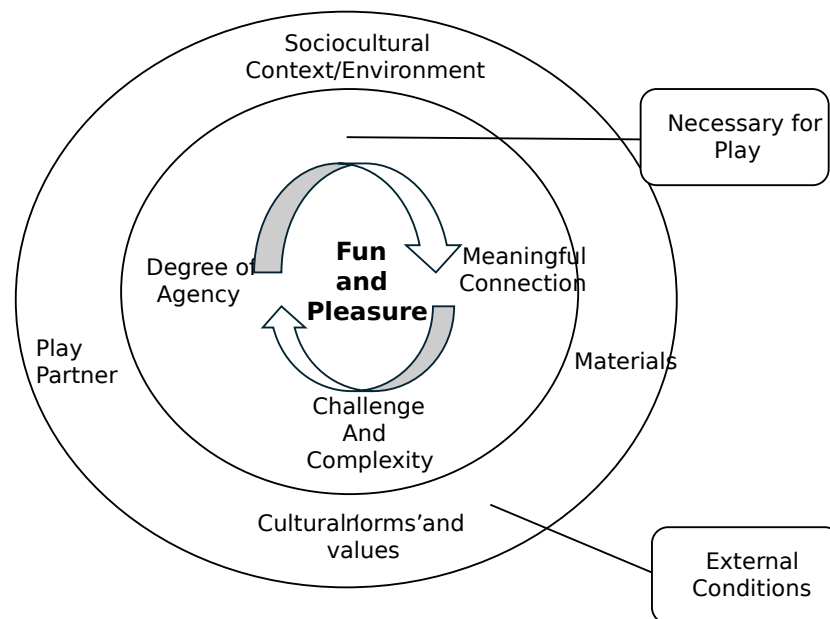 Sociocultural
Context/Environment
Necessary for
Play
Fun
and
Pleasure
Degree of
Agency
Meaningful
Connection
Play
Partner
Materials
Challenge
And
Complexity
and
values
External
Conditions